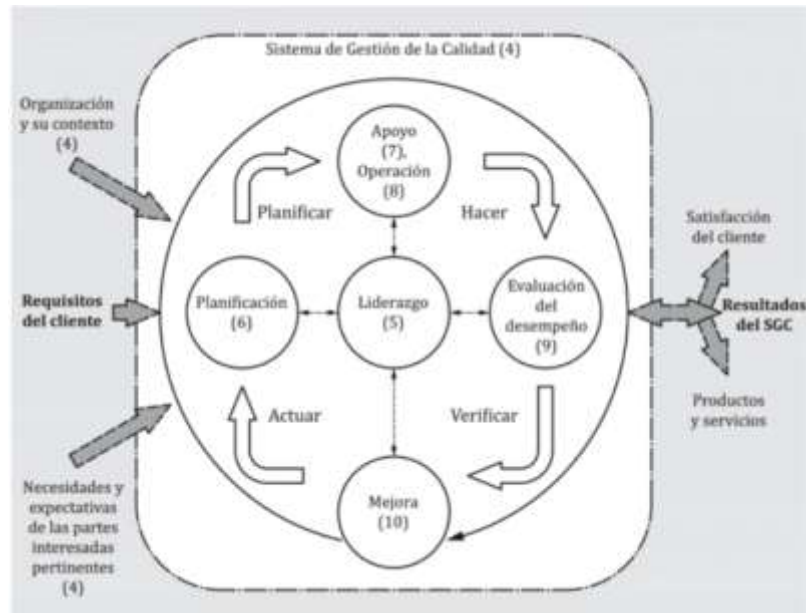 Sistema de Gestión de la Calidad (4)
Organización
y su contexto
(4)
Apoyo
(7),
Operación
(8)
Planificar
Hacer
Satisfacción
del cliente
Requisitos
del cliente
Planificación
(6)
Liderazgo
(5)
Evaluación
del
desempeño
(9)
Resultados
del SGC
Actuar
Verificar
Productos
y servicios
Necesidades y
expectativas
de las partes
interesadas
pertinentes
(4)
Mejora
(10)